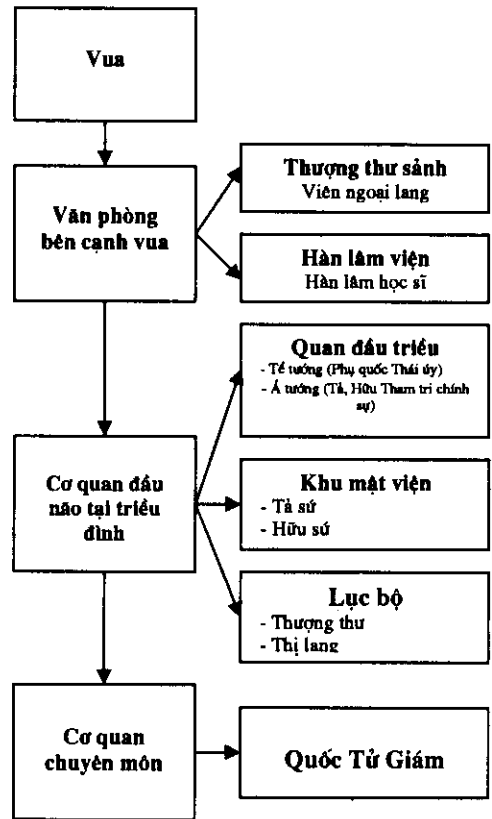 Vua
Văn phòng
bên cạnh vua
Thượng thư sảnh
Viên ngoại lang
Hàn lâm viện
Hàn lâm học sĩ
Cơ quan đầu
não tại triều
đình
Quan đầu triều
- Tể tướng (Phụ quốc Thái úy)
- Á tướng (Tả, Hữu Tham tri chính
sự)
Khu mật viện
- Tả sứ
- Hữu sứ
Lục bộ
- Thượng thư
- Thị lang
Cơ quan
chuyên môn
Quốc Tử Giám